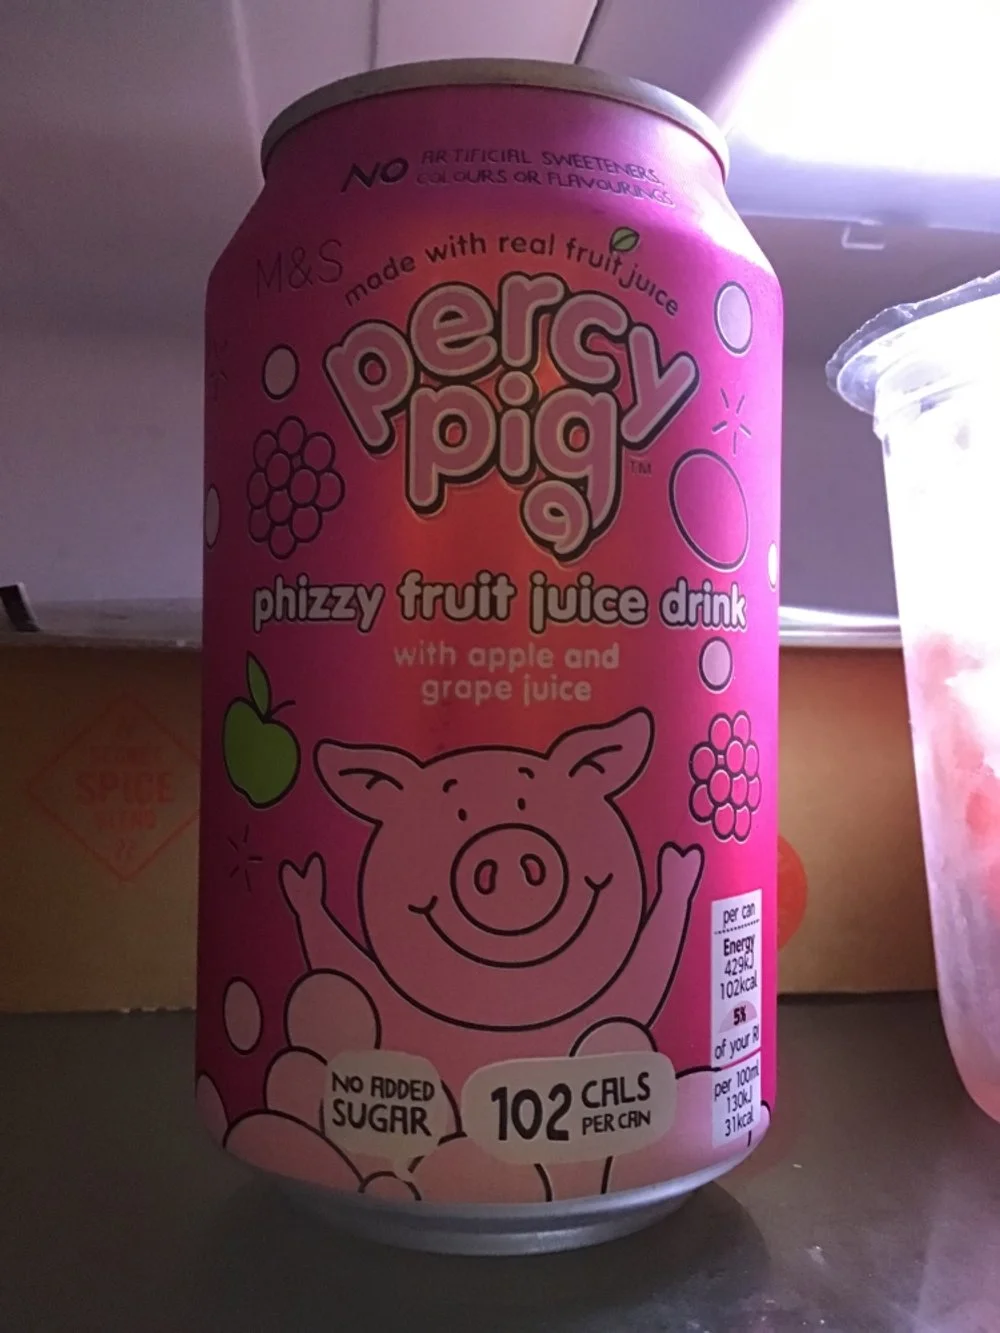 NO ARTIFICIAL SWEETENERS,
COLOURS OR FLAVOURINGS
M&S
made with real fruit juice
percy
pig
TM
phizzy fruit juice drink
with apple and
grape juice
SPICE
per can
Energy
429kJ
102kcal
5%
of your RI
per 100ml
130kJ
31kcal
NO ADDED
SUGAR
102 CALS
PER CAN